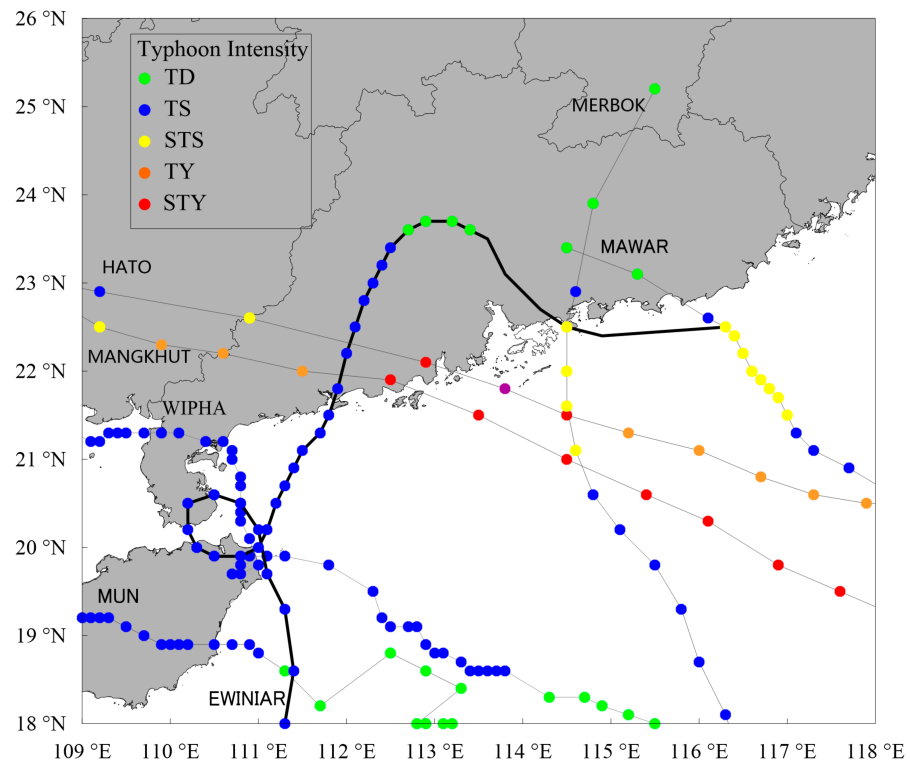 26 °N
25 °N
24 °N
23 °N
22 °N
21 °N
20 °N
19 °N
18 °N
Typhoon Intensity
TD
TS
STS
TY
STY
MERBOK
MAWAR
HATO
MANGKHUT
WIPHA
MUN
EWINIAR
109 °E 110 °E 111 °E 112 °E 113 °E 114 °E 115 °E 116 °E 117 °E 118 °E